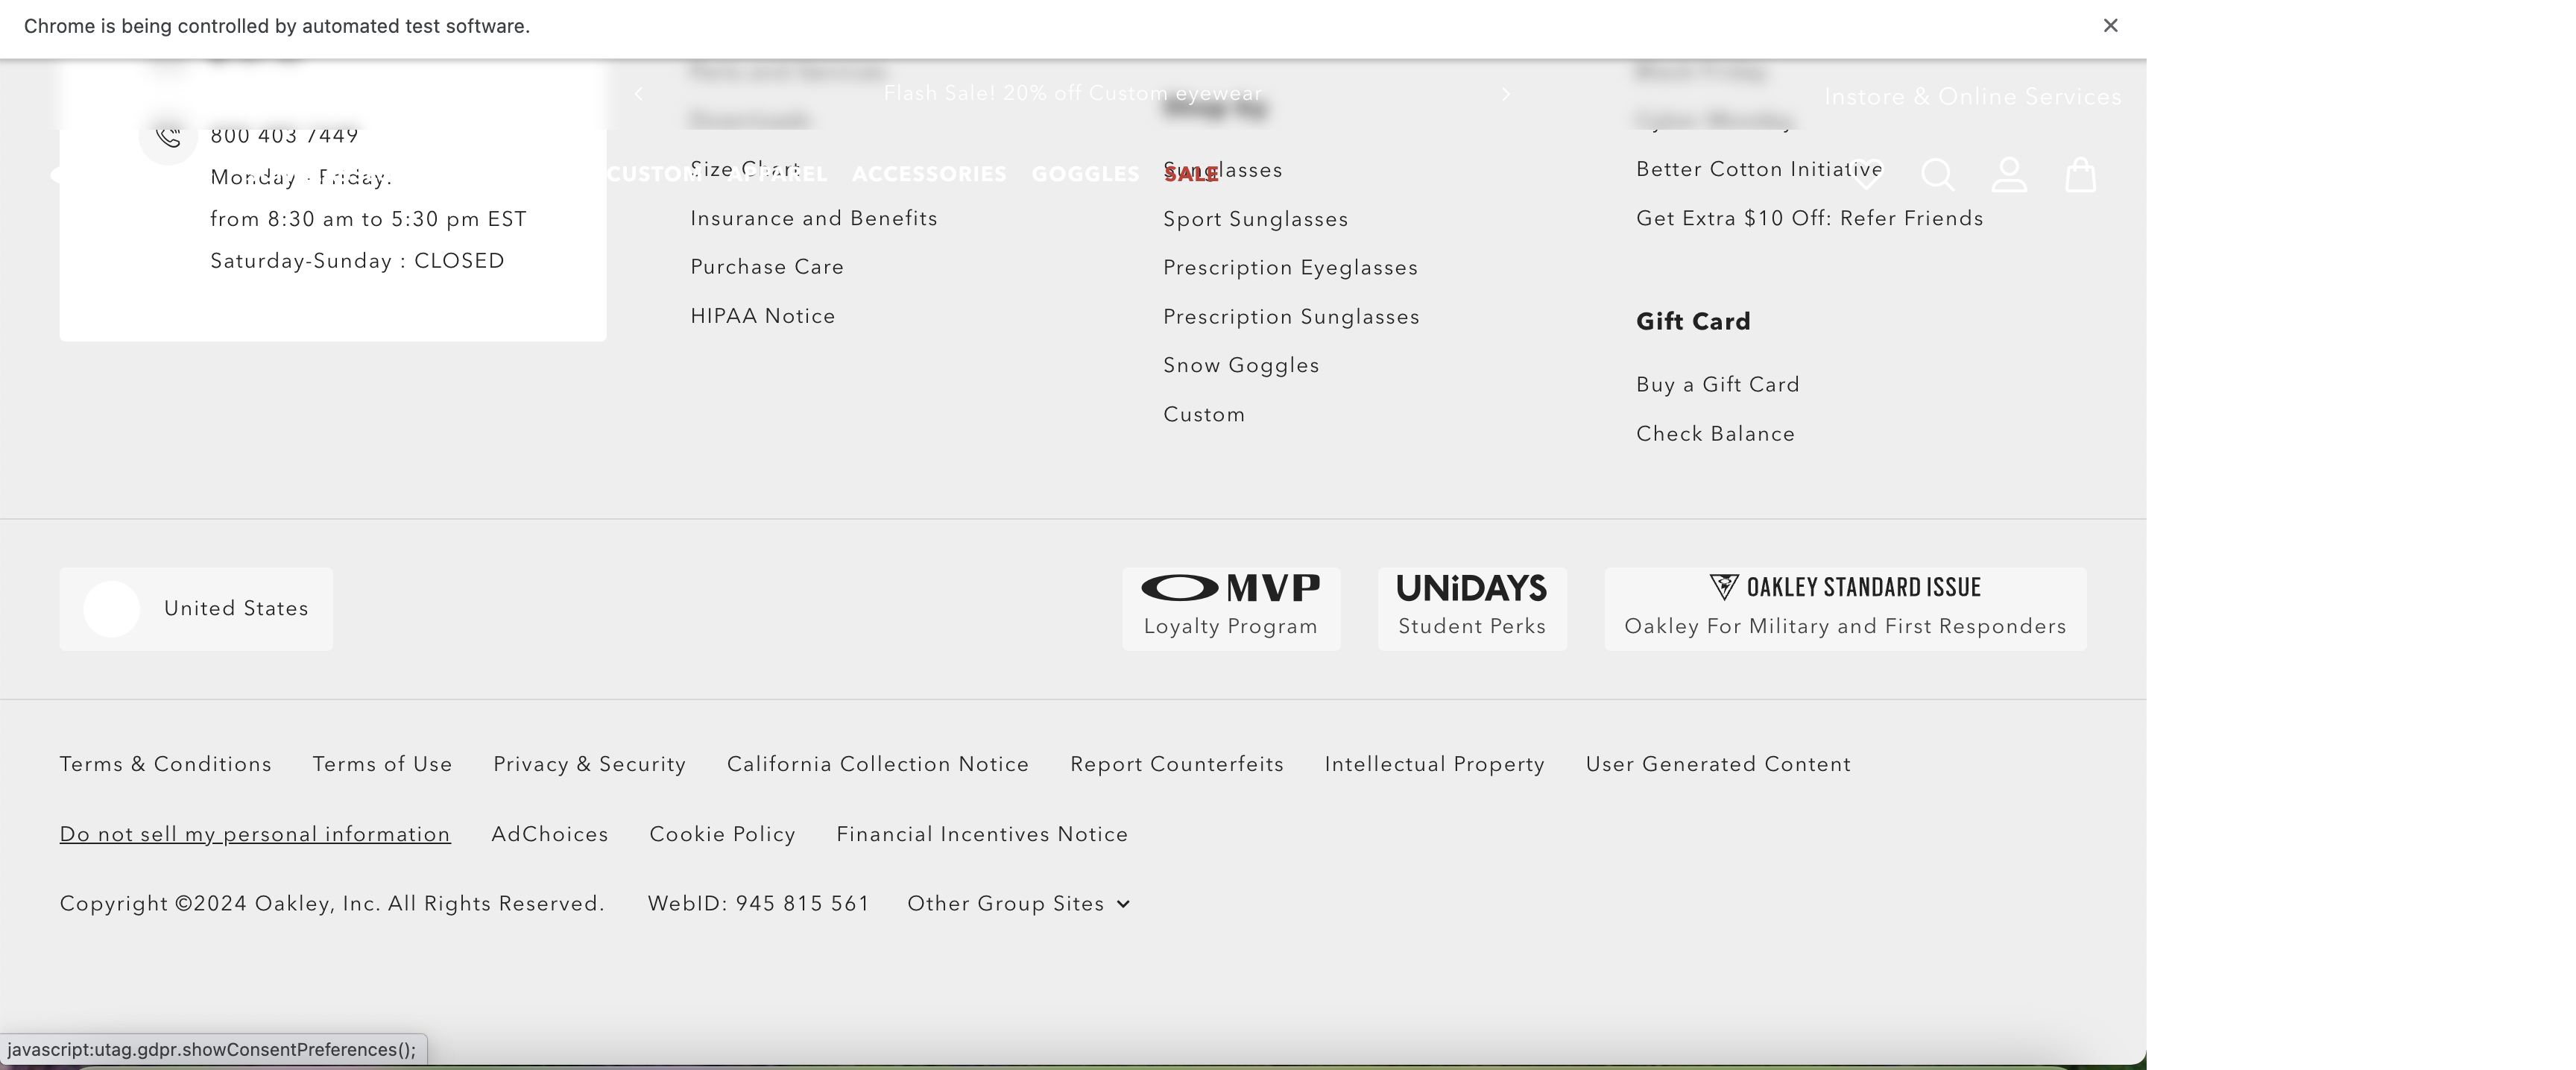 Chrome is being controlled by automated test software.
Flash Sale! 20% off Custom eyewear
Instore & Online Services
800 403 7449
Monday - Friday:
from 8:30 am to 5:30 pm EST
Saturday-Sunday : CLOSED
CUSTOM APPAREL ACCESSORIES GOGGLES SALE
Size Chart
Insurance and Benefits
Purchase Care
HIPAA Notice
Shop by
Sunglasses
Sport Sunglasses
Prescription Eyeglasses
Prescription Sunglasses
Snow Goggles
Custom
Black Friday
Cyber Monday
Better Cotton Initiative
Get Extra $10 Off: Refer Friends
Gift Card
Buy a Gift Card
Check Balance
United States
MVP
Loyalty Program
UNiDAYS
Student Perks
OAKLEY STANDARD ISSUE
Oakley For Military and First Responders
Terms & Conditions Terms of Use Privacy & Security California Collection Notice Report Counterfeits Intellectual Property User Generated Content
Do not sell my personal information AdChoices Cookie Policy Financial Incentives Notice
Copyright ©2024 Oakley, Inc. All Rights Reserved. WebID: 945 815 561 Other Group Sites
javascript:utag.gdpr.showConsentPreferences();